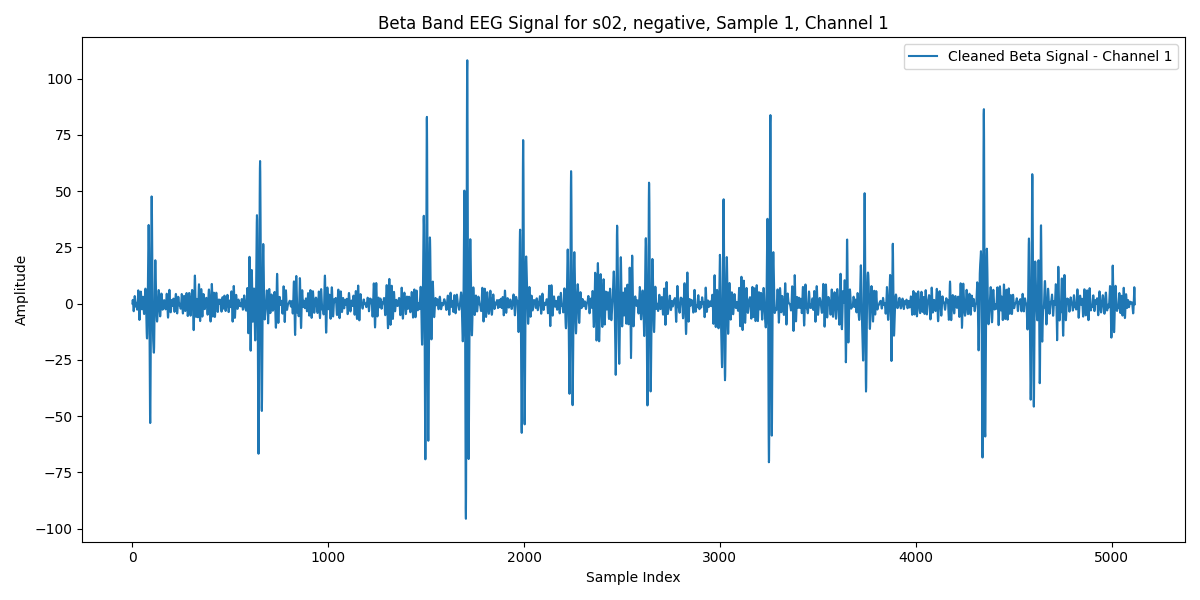 Beta Band EEG Signal for s02, negative, Sample 1, Channel 1
Cleaned Beta Signal - Channel 1
Amplitude
100
75
50
25
0
−25
−50
−75
−100
0 1000 2000 3000 4000 5000
Sample Index